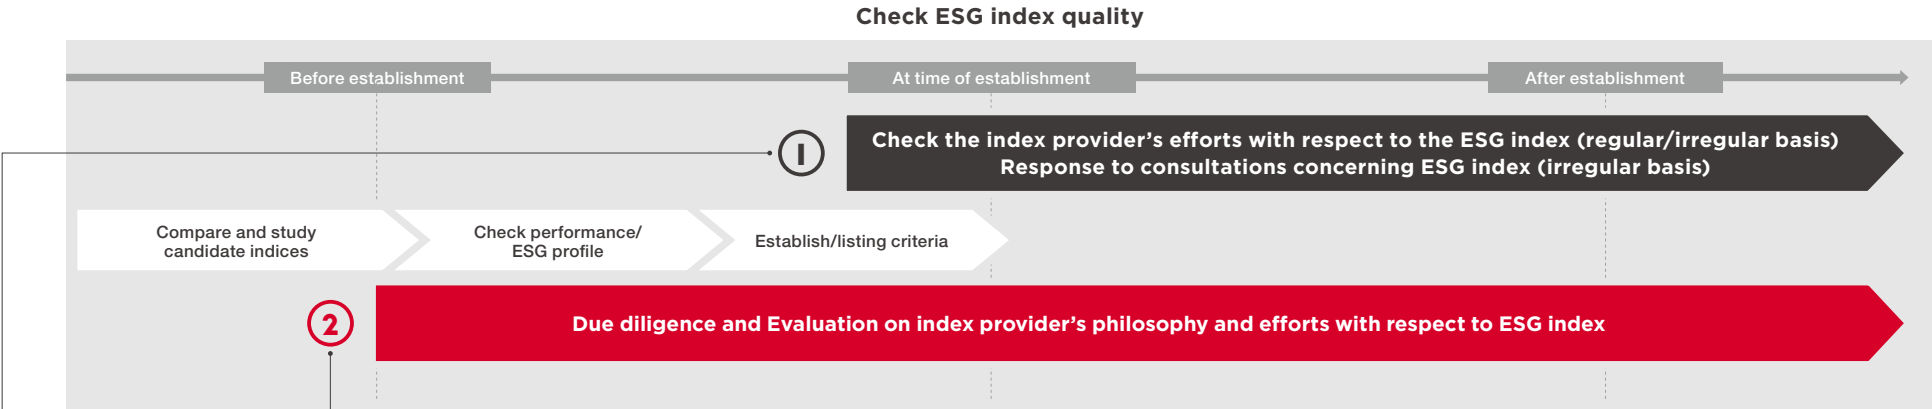 Check ESG index quality
Before establishment
At time of establishment
After establishment
1
Check the index provider’s efforts with respect to the ESG index (regular/irregular basis)
Response to consultations concerning ESG index (irregular basis)
Compare and study
candidate indices
Check performance/
ESG profile
Establish/listing criteria
2
Due diligence and Evaluation on index provider’s philosophy and efforts with respect to ESG index